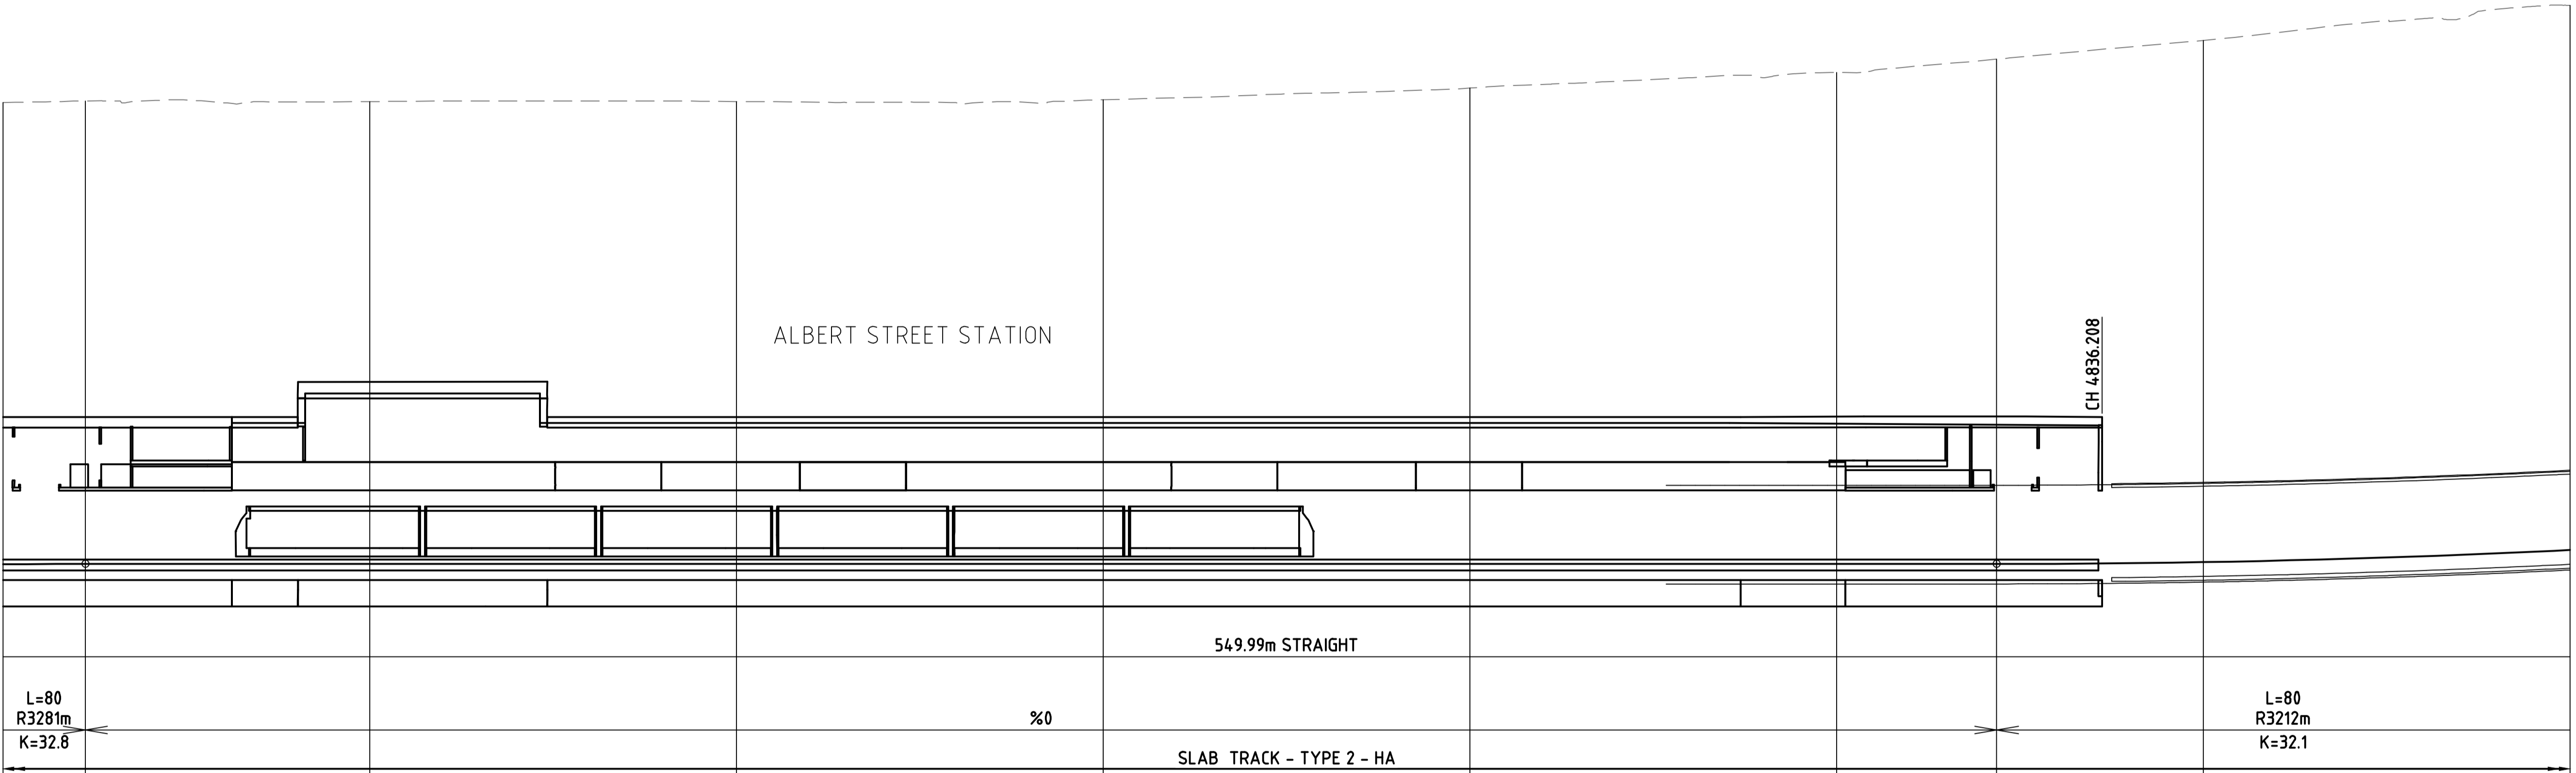 ALBERT STREET STATION
CH 4836.208
549.99m STRAIGHT
L=80
R3281m
K=32.8
%0
L=80
R3212m
K=32.1
SLAB TRACK - TYPE 2 - HA